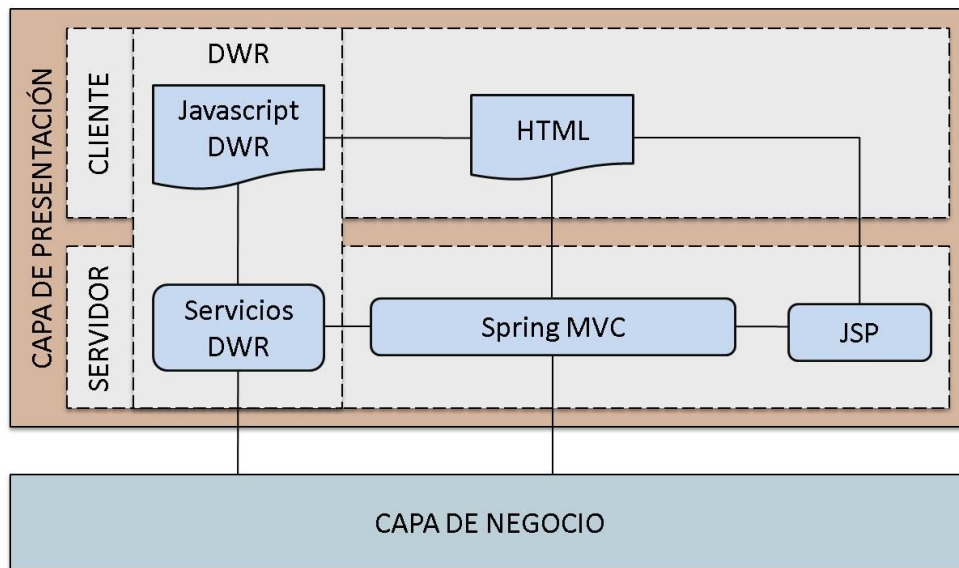 CAPA DE PRESENTACIÓN
CLIENTE
DWR
Javascript
DWR
HTML
SERVIDOR
Servicios
DWR
Spring MVC
JSP
CAPA DE NEGOCIO